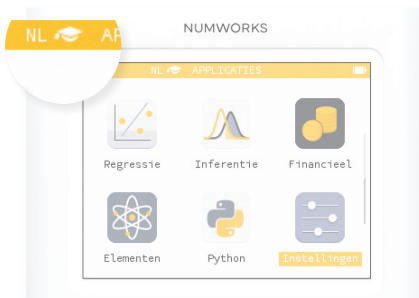 NUMWORKS
NL AP
NL APPLICATIES
Regressie Inferentie Financieel
Elementen Python Instellingen